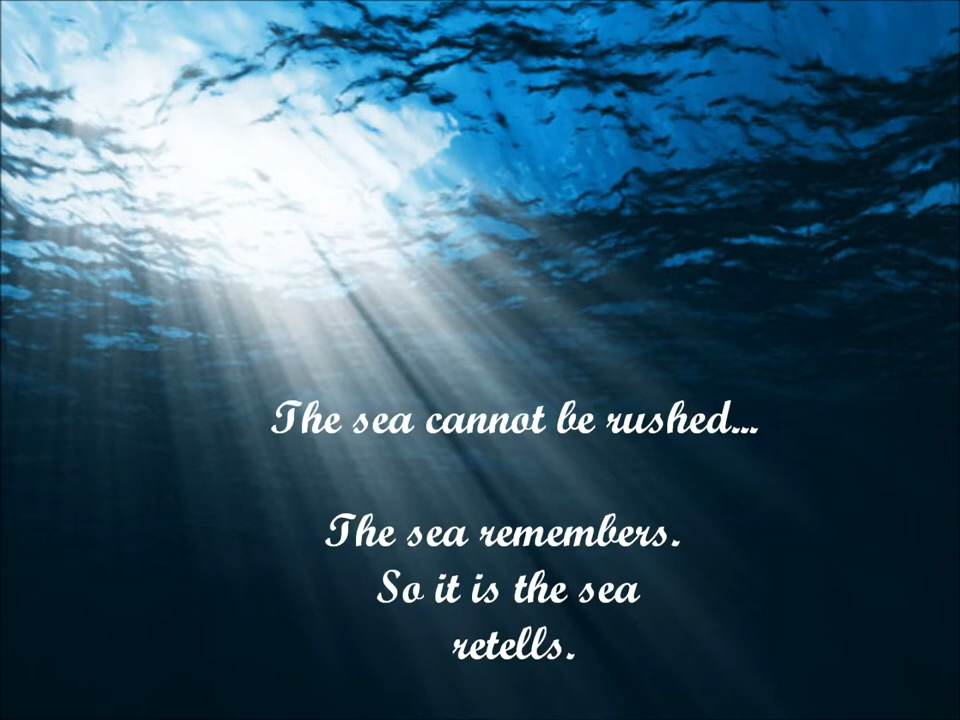 The sea cannot be rushed...
The sea remembers.
So it is the sea
retells.